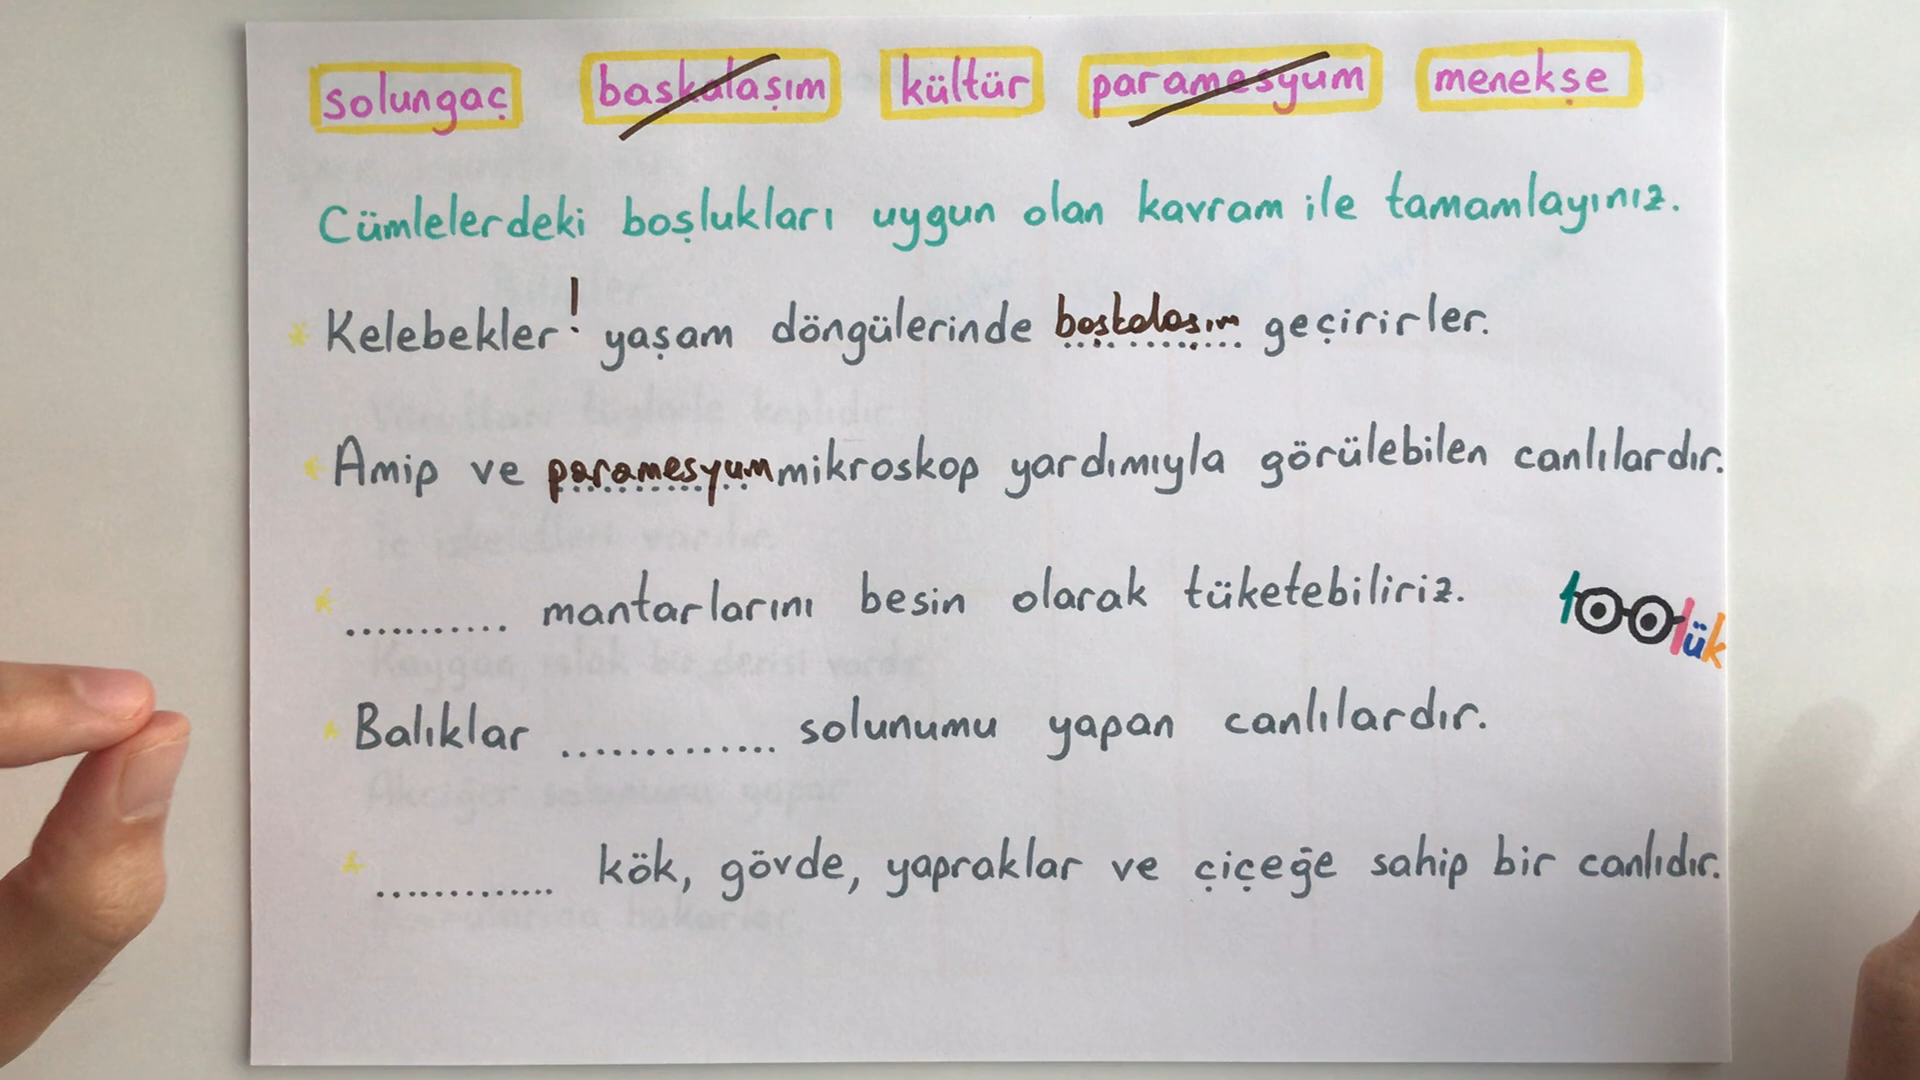 solungaç başkalaşım kültür paramesyum menekşe
Cümlelerdeki boşlukları uygun olan kavram ile tamamlayınız.
* Kelebekler! yaşam döngülerinde başkalaşım geçirirler.
* Amip ve paramesyum mikroskop yardımıyla görülebilen canlılardır.
* ........... mantarlarını besin olarak tüketebiliriz.
tooлük
* Balıklar ............. solunumu yapan canlılardır.
* ............. kök, gövde, yapraklar ve çiçeğe sahip bir canlıdır.